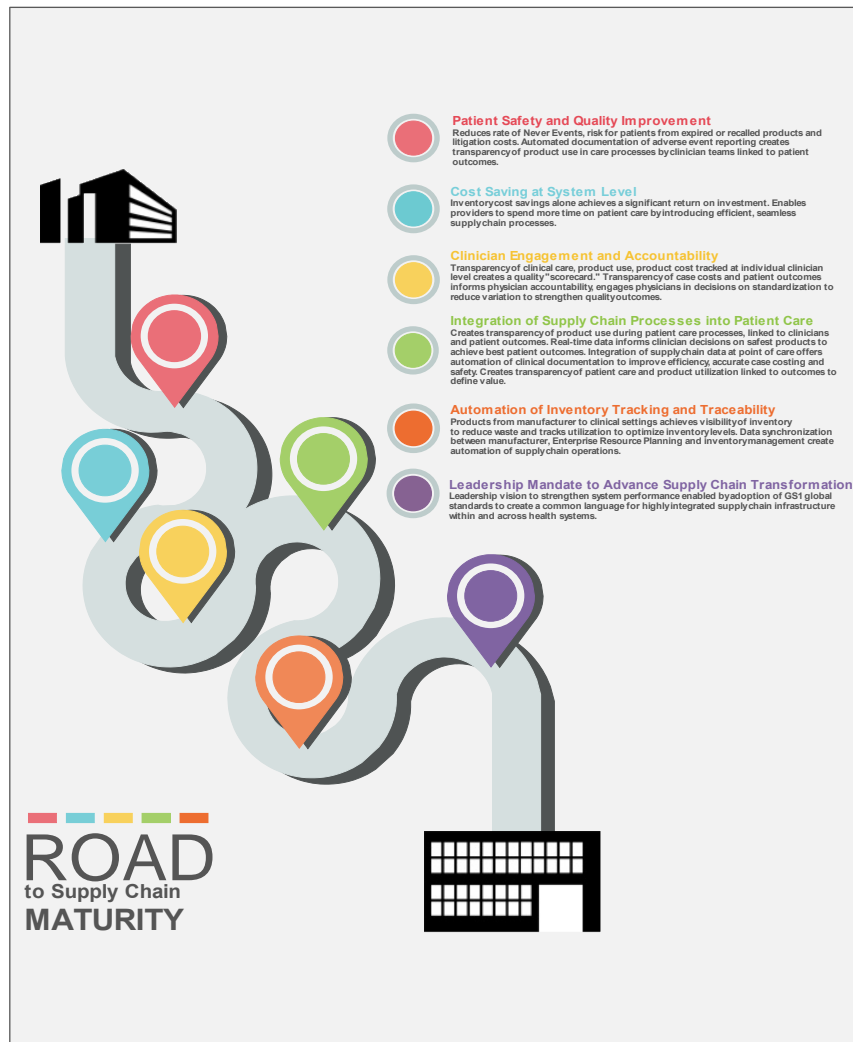 Patient Safety and Quality Improvement
Reduces rate of Never Events, risk for patients from expired or recalled products and
litigation costs. Automated documentation of adverse event reporting creates
transparency of product use in care processes by clinician teams linked to patient
outcomes.
Cost Saving at System Level
Inventory cost savings alone achieves a significant return on investment. Enables
providers to spend more time on patient care by introducing efficient, seamless
supply chain processes.
Clinician Engagement and Accountability
Transparency of clinical care, product use, product cost tracked at individual clinician
level creates a quality "scorecard." Transparency of case costs and patient outcomes
informs physician accountability, engages physicians in decisions on standardization to
reduce variation to strengthen quality outcomes.
Integration of Supply Chain Processes into Patient Care
Creates transparency of product use during patient care processes, linked to clinicians
and patient outcomes. Real-time data informs clinician decisions on safest products to
achieve best patient outcomes. Integration of supply chain data at point of care offers
automation of clinical documentation to improve efficiency, accurate case costing and
safety. Creates transparency of patient care and product utilization linked to outcomes to
define value.
Automation of Inventory Tracking and Traceability
Products from manufacturer to clinical settings achieves visibility of inventory
to reduce waste and tracks utilization to optimize inventory levels. Data synchronization
between manufacturer, Enterprise Resource Planning and inventory management create
automation of supply chain operations.
Leadership Mandate to Advance Supply Chain Transformation
Leadership vision to strengthen system performance enabled by adoption of GS1 global
standards to create a common language for highly integrated supply chain infrastructure
within and across health systems.
ROAD
to Supply Chain
MATURITY